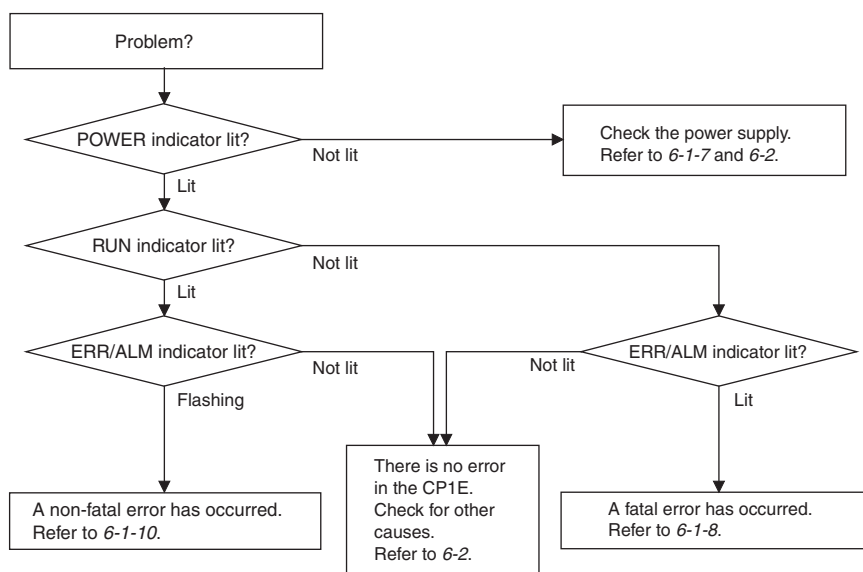 Problem?
POWER indicator lit?
Not lit
Check the power supply.
Refer to 6-1-7 and 6-2.
Lit
RUN indicator lit?
Not lit
Lit
ERR/ALM indicator lit?
Not lit
Flashing
Not lit
ERR/ALM indicator lit?
Lit
A non-fatal error has occurred.
Refer to 6-1-10.
There is no error
in the CP1E.
Check for other
causes.
Refer to 6-2.
A fatal error has occurred.
Refer to 6-1-8.